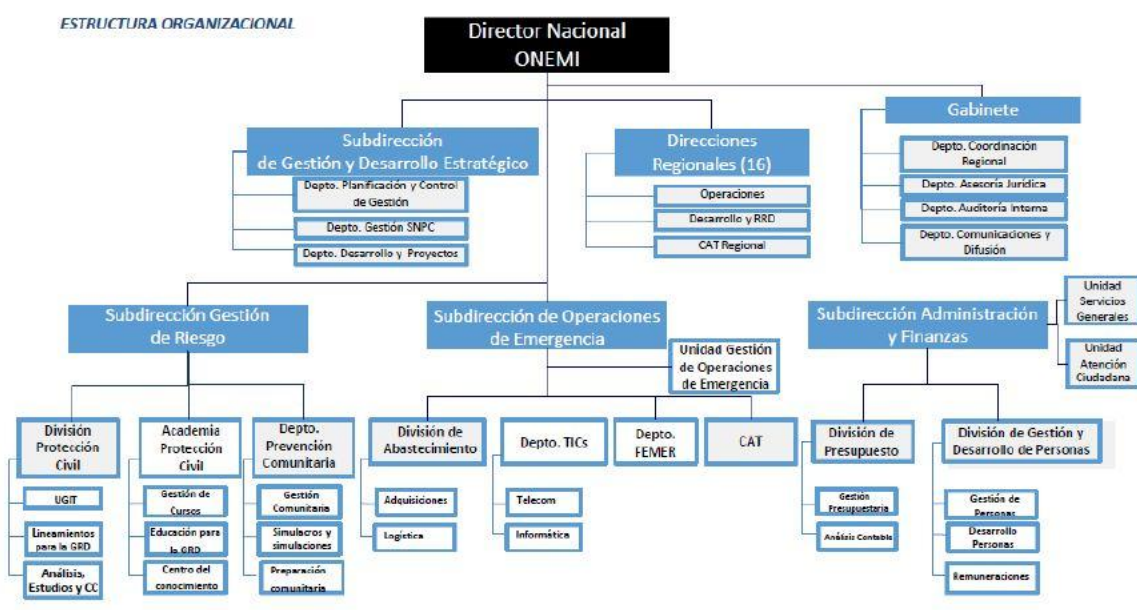 ESTRUCTURA ORGANIZACIONAL
Director Nacional
ONEMI
Subdirección
de Gestión y Desarrollo Estratégico
Depto. Planificación y Control
de Gestión
Depto. Gestión SNPC
Depto. Desarrollo y Proyectos
Direcciones
Regionales (16)
Operaciones
Desarrollo y RRD
CAT Regional
Gabinete
Depto. Coordinación
Regional
Depto. Asesoría Jurídica
Depto. Auditoría Interna
Depto. Comunicaciones y
Difusión
Subdirección Gestión
de Riesgo
División
Protección
Civil
UGIT
Lineamientos
para la GRD
Análisis,
Estudios y CC
Academia
Protección
Civil
Gestión de
Cursos
Educación para
la GRD
Centro del
conocimiento
Depto.
Prevención
Comunitaria
Gestión
Comunitaria
Simulacros y
simulaciones
Preparación
comunitaria
Subdirección de Operaciones
de Emergencia
Unidad Gestión
de Operaciones
de Emergencia
División de
Abastecimiento
Adquisiciones
Logística
Depto. TICs
Telecom
Informática
Depto.
FEMER
CAT
Subdirección Administración
y Finanzas
Unidad
Servicios
Generales
Unidad
Atención
Ciudadana
División de
Presupuesto
Gestión
Presupuestaria
Análisis Contable
División de Gestión y
Desarrollo de Personas
Gestión de
Personas
Desarrollo
Personas
Remuneraciones